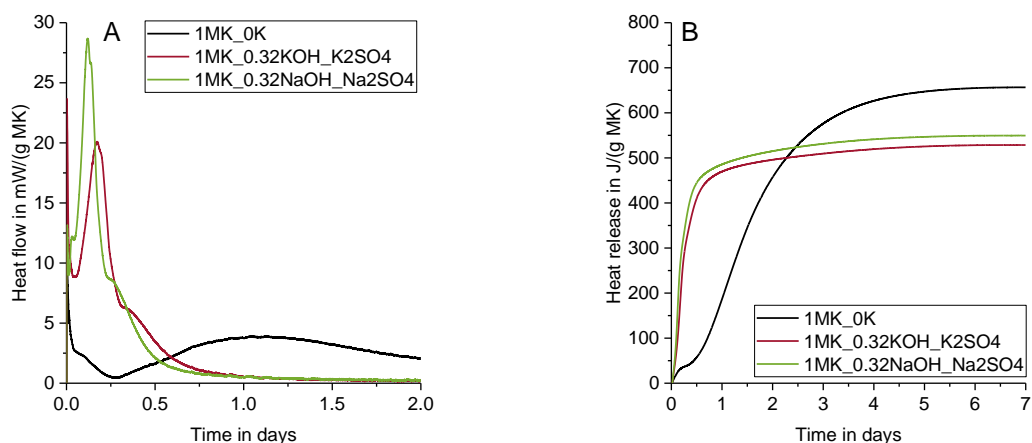 A
1MK_0K
1MK_0.32KOH_K2SO4
1MK_0.32NaOH_Na2SO4
Heat flow in mW/(g MK)
30
25
20
15
10
5
0
0.0 0.5 1.0 1.5 2.0
Time in days
B
Heat release in J/(g MK)
800
700
600
500
400
300
200
100
0
1MK_0K
1MK_0.32KOH_K2SO4
1MK_0.32NaOH_Na2SO4
0 1 2 3 4 5 6 7
Time in days